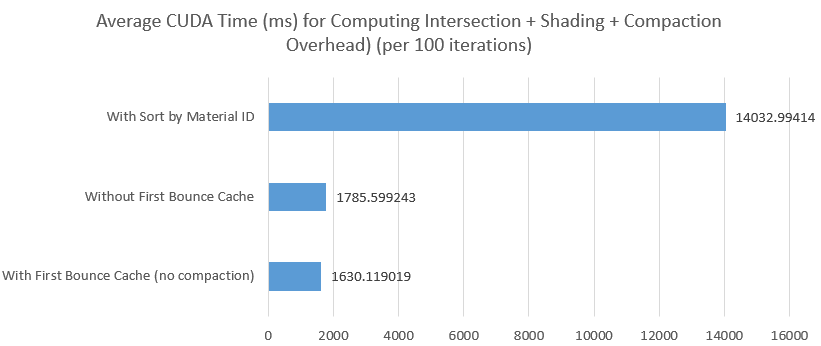 Average CUDA Time (ms) for Computing Intersection + Shading + Compaction
Overhead) (per 100 iterations)
With Sort by Material ID
14032.99414
Without First Bounce Cache
1785.599243
With First Bounce Cache (no compaction)
1630.119019
0 2000 4000 6000 8000 10000 12000 14000 16000